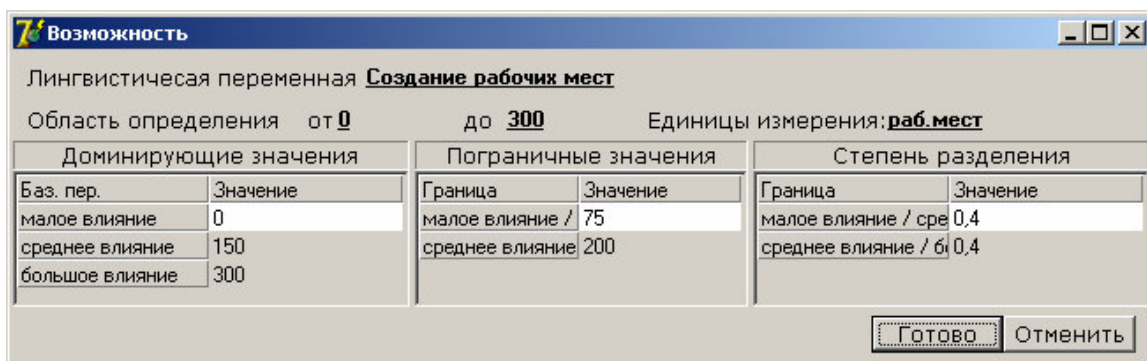 Возможность
Лингвистичесая переменная Создание рабочих мест
Область определения от 0 до 300 Единицы измерения: раб.мест
Доминирующие значения Пограничные значения Степень разделения
Баз. пер. Значение Граница Значение Граница Значение
малое влияние 0 малое влияние / 75 малое влияние / сре 0,4
среднее влияние 150 среднее влияние 200 среднее влияние / б 0,4
большое влияние 300
Готово Отменить